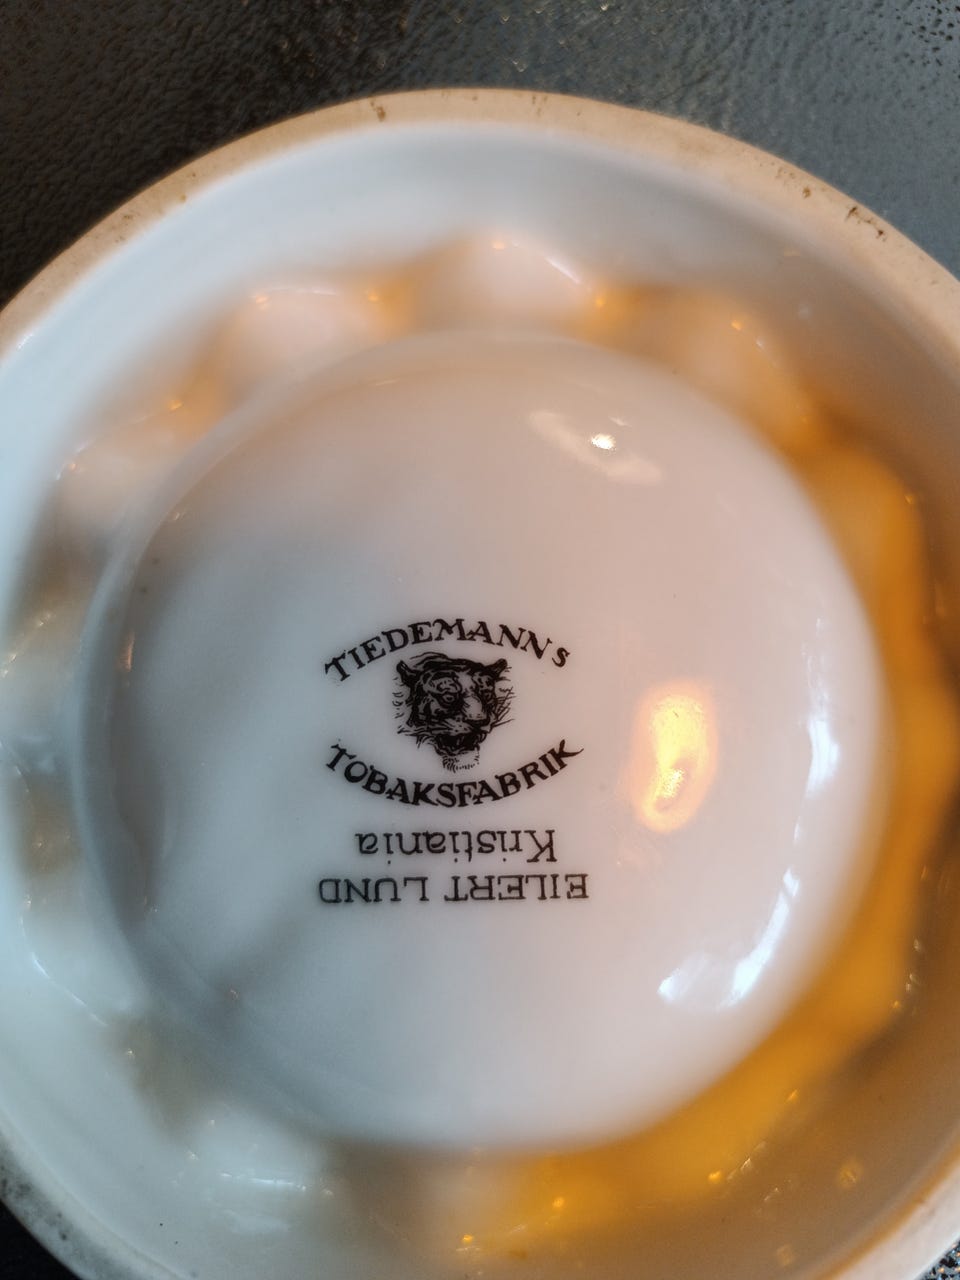 TIEDEMANNS
TOBAKSFABRIK
EILERT LUND
Kristiania